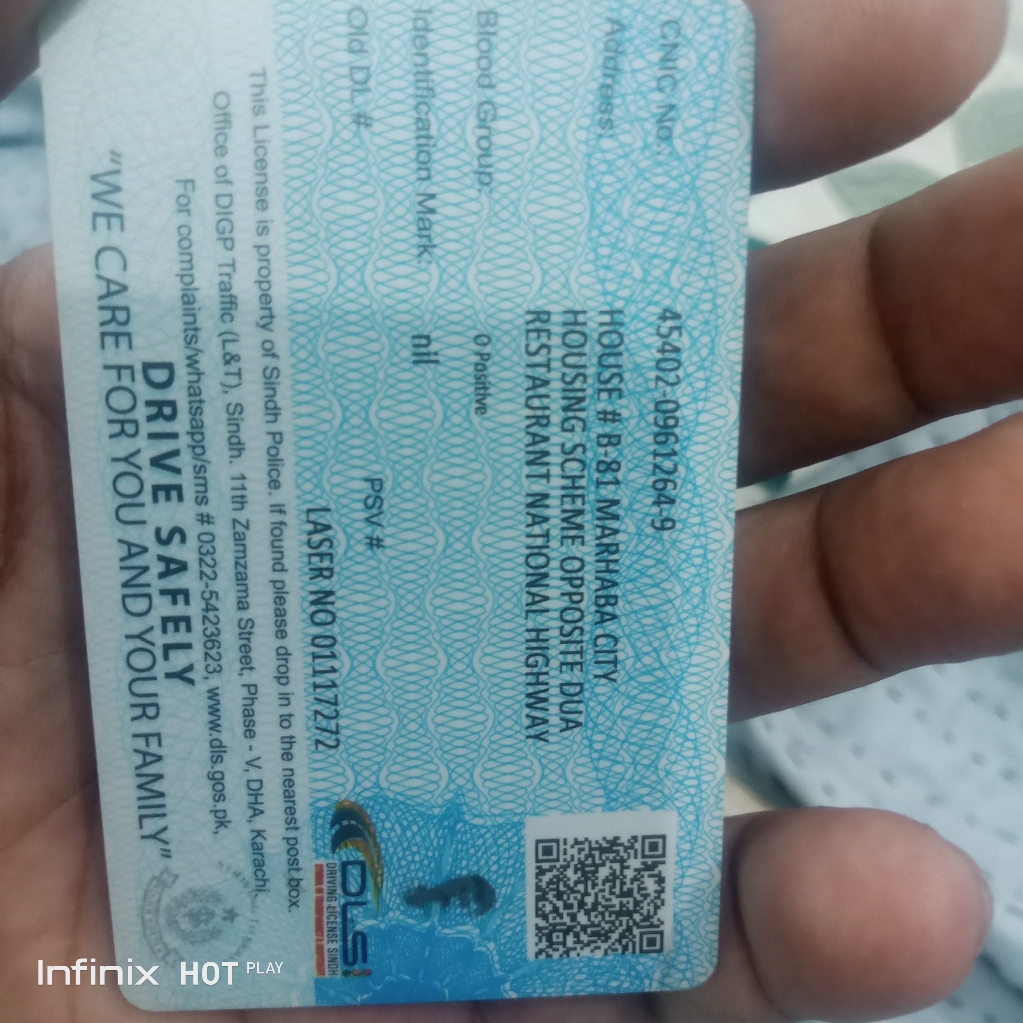 CNIC No. 45402-0961264-9
Address: HOUSE # B-81 MARHABA CITY
HOUSING SCHEME OPPOSITE DUA
RESTAURANT NATIONAL HIGHWAY
Blood Group: O Positive
Identification Mark: nil
Old DL # PSV #
LASER NO 01117272
This License is property of Sindh Police. If found please drop in to the nearest post box.
Office of DIGP Traffic (L&T), Sindh. 11th Zamzama Street, Phase - V, DHA, Karachi.
For complaints/whatsapp/sms # 0322-5423623, www.dls.gos.pk,
DRIVE SAFELY
"WE CARE FOR YOU AND YOUR FAMILY"
DLS
DRIVING LICENSE SINDH
Infinix HOT PLAY